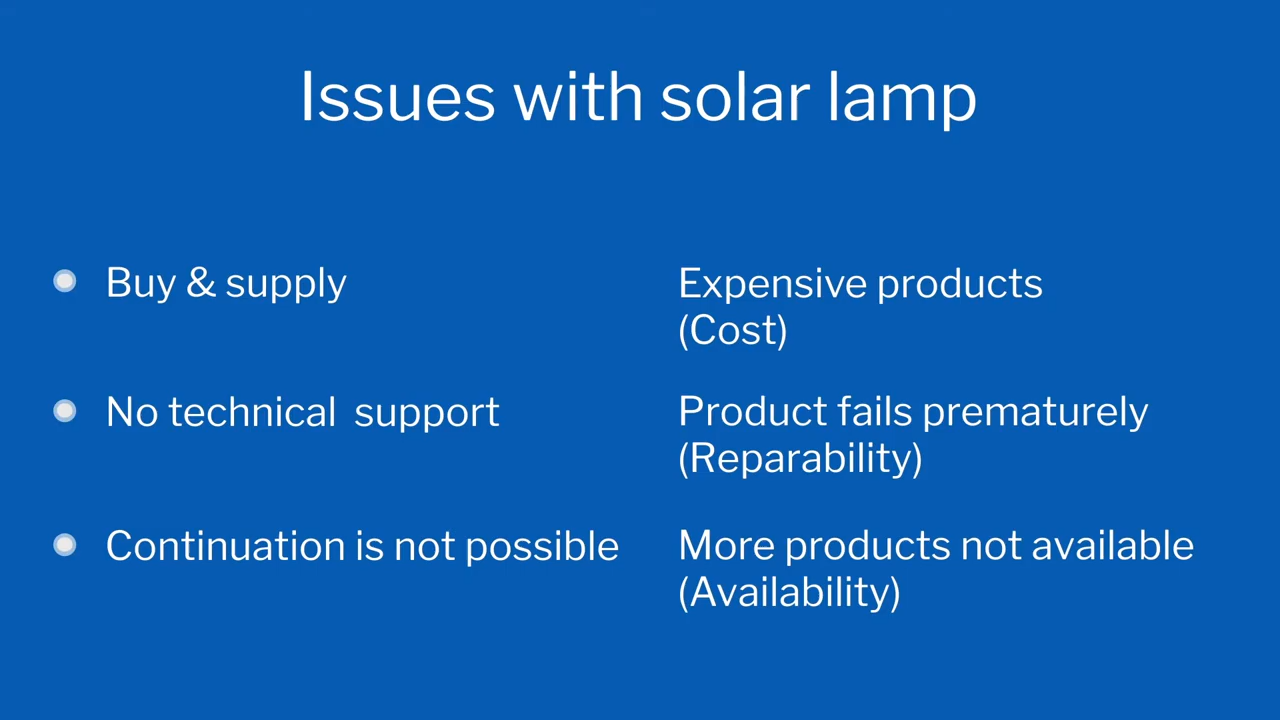 Issues with solar lamp
Buy & supply
Expensive products
(Cost)
No technical  support
Product fails prematurely
(Reparability)
Continuation is not possible
More products not available
(Availability)